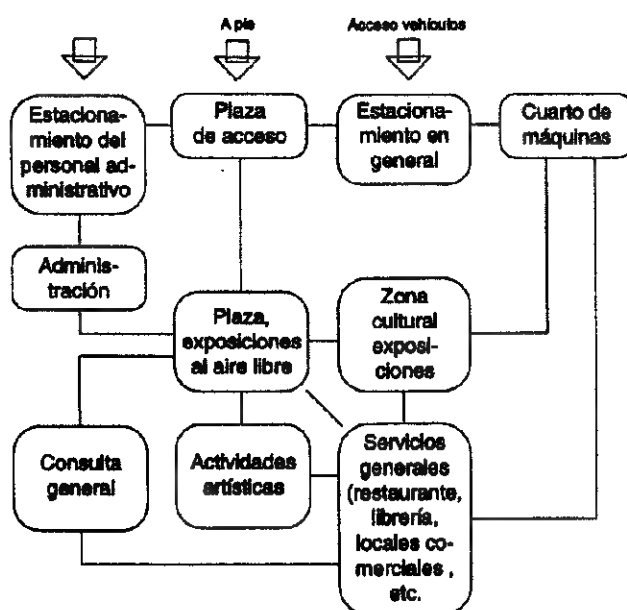 A pie
Acceso vehículos
Estaciona-
miento del
personal ad-
ministrativo
Plaza
de acceso
Estaciona-
miento en
general
Cuarto de
máquinas
Adminis-
tración
Plaza,
exposiciones
al aire libre
Zona
cultural
exposi-
ciones
Consulta
general
Actividades
artísticas
Servicios
generales
(restaurante,
librería,
locales co-
merciales ,
etc.